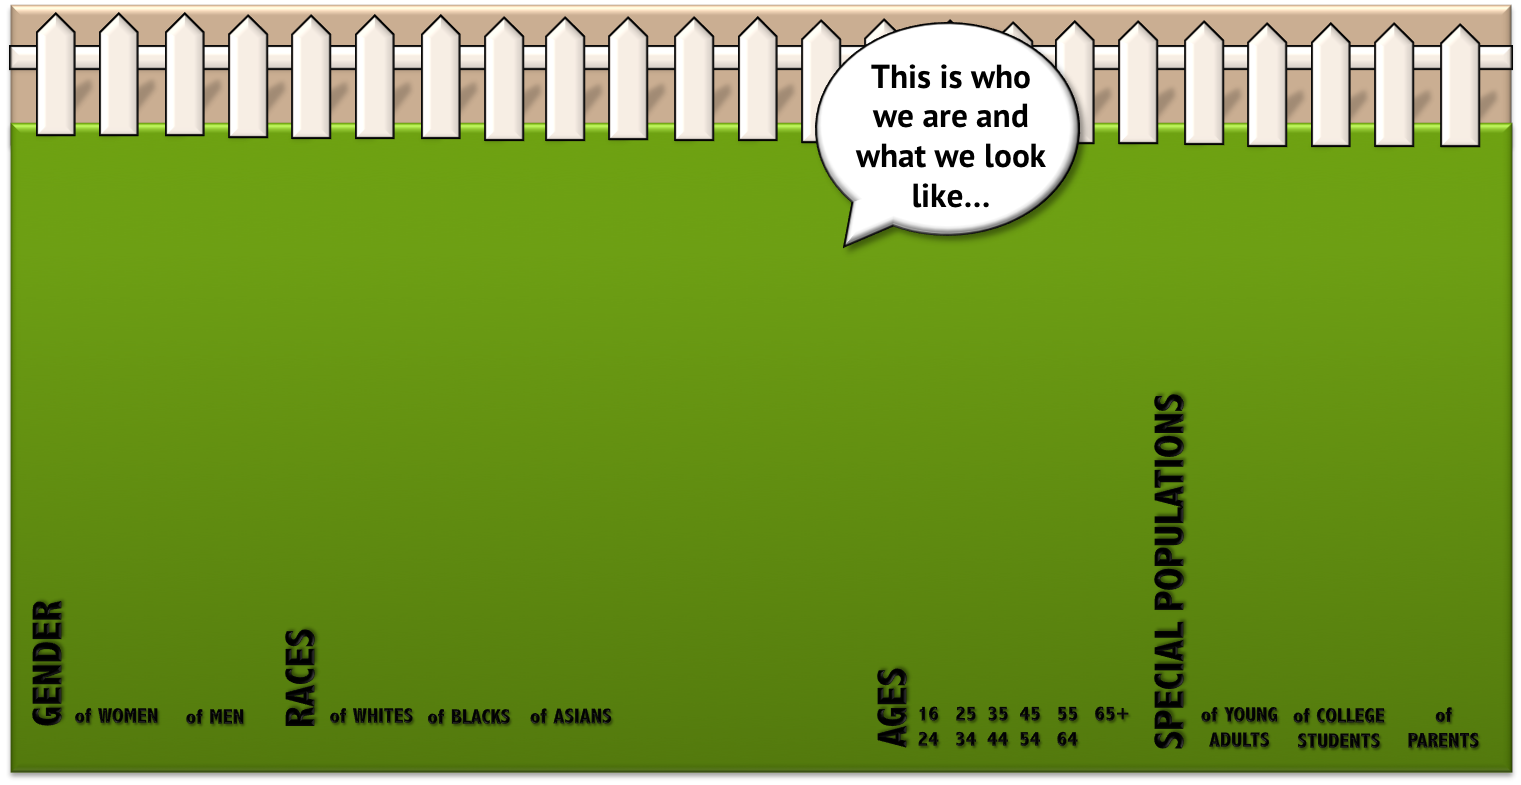 This is who
we are and
what we look
like...
GENDER
of WOMEN
of MEN
RACES
of WHITES
of BLACKS
of ASIANS
AGES
16 25 35 45 55 65+
24 34 44 54 64
SPECIAL POPULATIONS
of YOUNG
ADULTS
of COLLEGE
STUDENTS
of
PARENTS